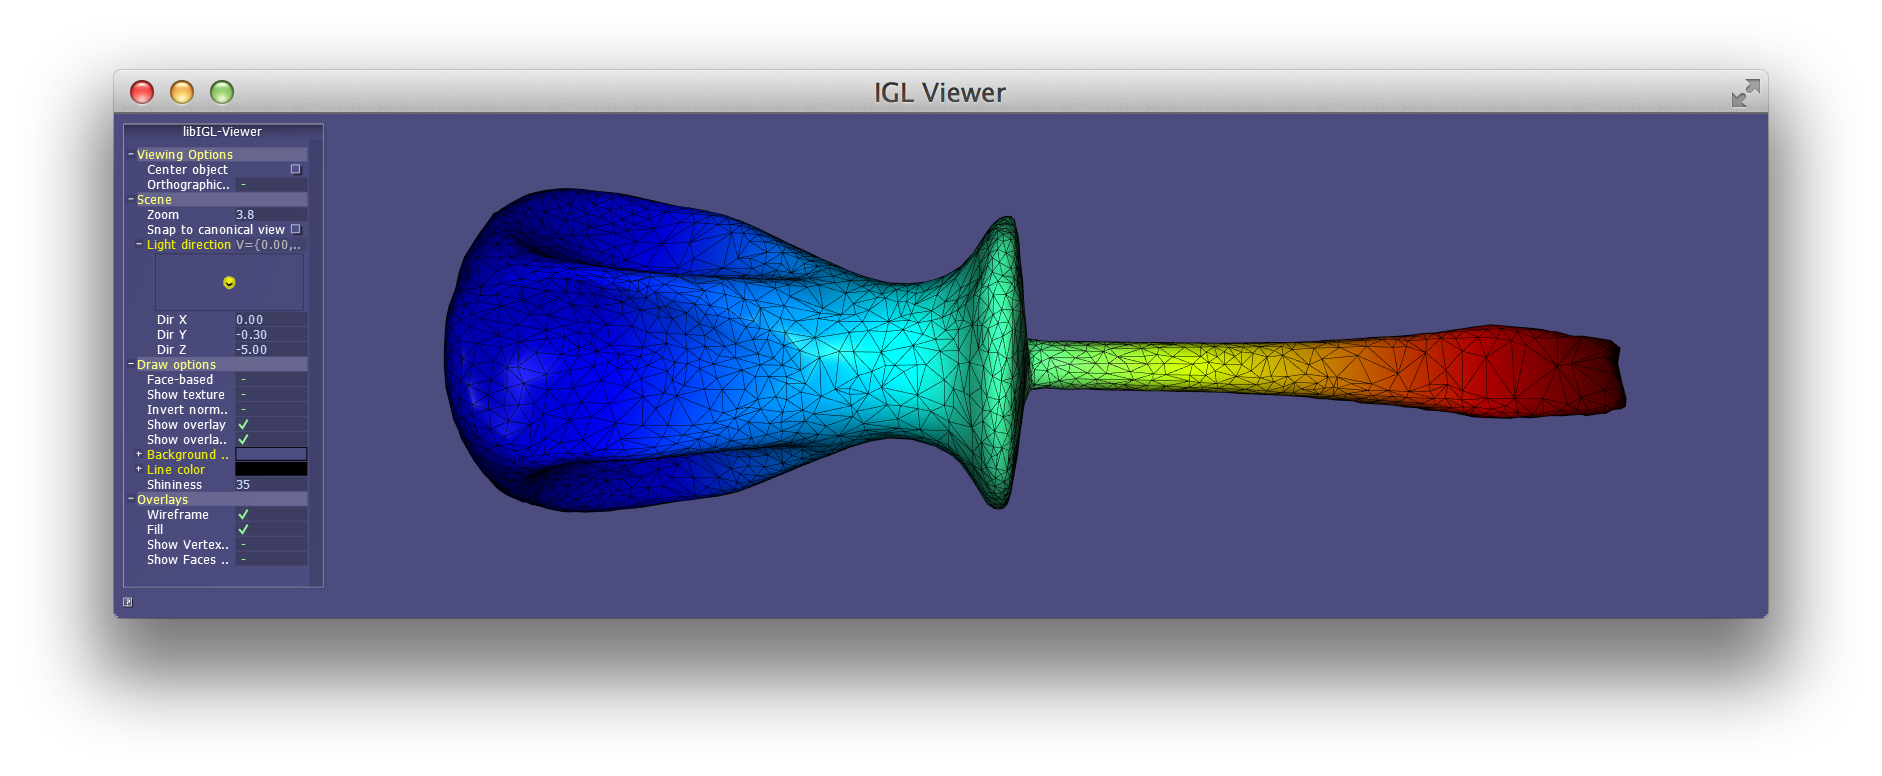 IGL Viewer
libIGL-Viewer
Viewing Options
Center object
Orthographic.. -
Scene
Zoom 3.8
Snap to canonical view
Light direction V={0.00,..
Dir X 0.00
Dir Y -0.30
Dir Z -5.00
Draw options
Face-based -
Show texture -
Invert norm.. -
Show overlay ✓
Show overla.. ✓
Background ..
Line color
Shininess 35
Overlays
Wireframe ✓
Fill ✓
Show Vertex.. -
Show Faces .. -